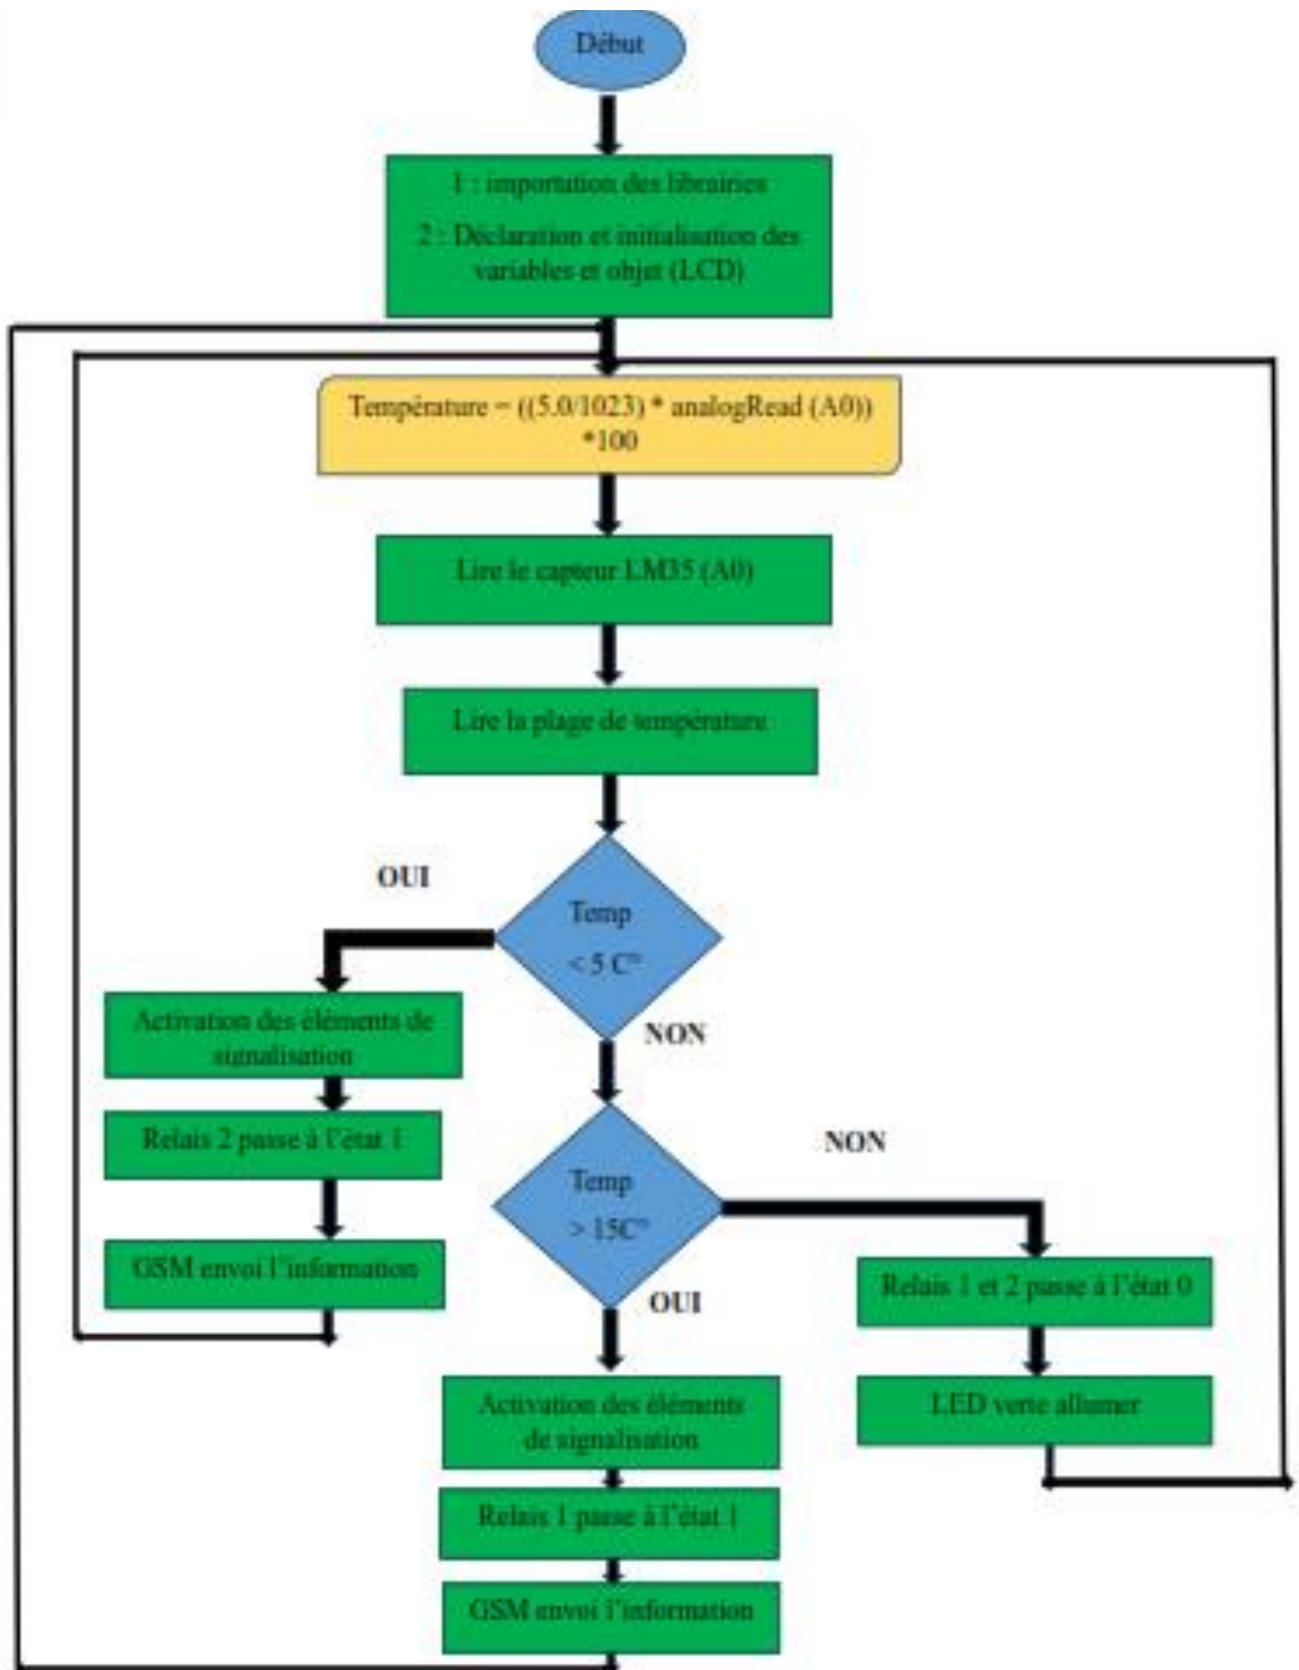 Début
1 : importation des librairies
2 : Déclaration et initialisation des
variables et objet (LCD)
Température = ((5.0/1023) * analogRead (A0))
*100
Lire le capteur LM35 (A0)
Lire la plage de température
OUI
Temp
< 5 C°
NON
Activation des éléments de
signalisation
Relais 2 passe à l'état 1
GSM envoi l'information
Temp
> 15C°
NON
OUI
Relais 1 et 2 passe à l'état 0
LED verte allumer
Activation des éléments
de signalisation
Relais 1 passe à l'état 1
GSM envoi l'information